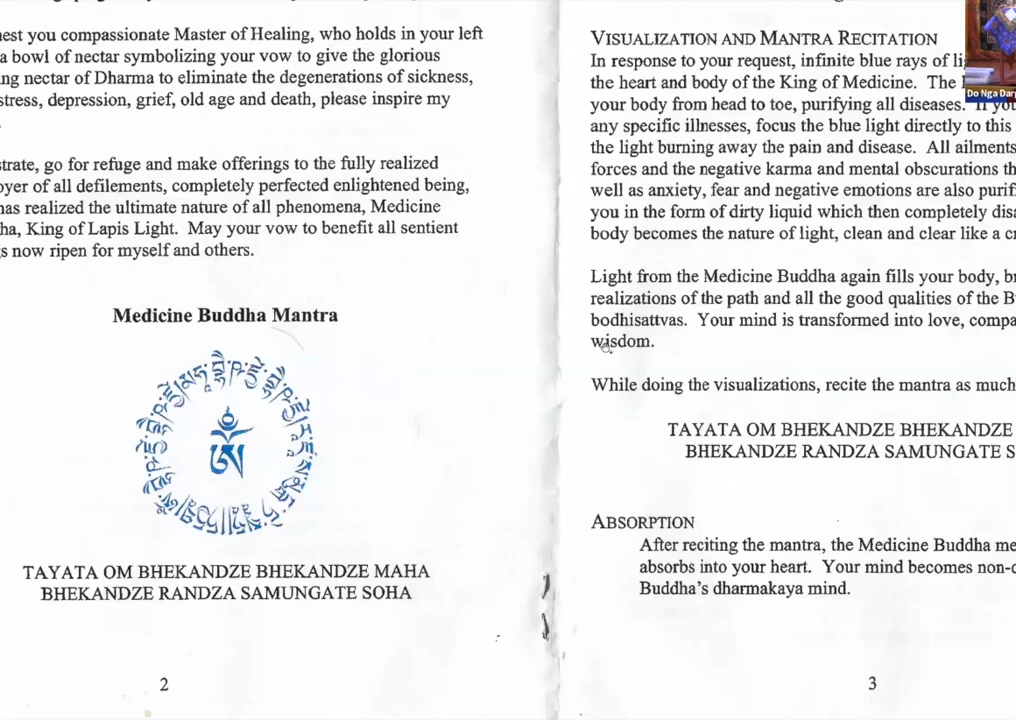 est you compassionate Master of Healing, who holds in your left
a bowl of nectar symbolizing your vow to give the glorious
ng nectar of Dharma to eliminate the degenerations of sickness,
stress, depression, grief, old age and death, please inspire my
strate, go for refuge and make offerings to the fully realized
oyer of all defilements, completely perfected enlightened being,
has realized the ultimate nature of all phenomena, Medicine
ha, King of Lapis Light. May your vow to benefit all sentient
s now ripen for myself and others.
Medicine Buddha Mantra
ༀ
TAYATA OM BHEKANDZE BHEKANDZE MAHA
BHEKANDZE RANDZA SAMUNGATE SOHA
2
VISUALIZATION AND MANTRA RECITATION
In response to your request, infinite blue rays of li
the heart and body of the King of Medicine. The l
your body from head to toe, purifying all diseases. If you
any specific illnesses, focus the blue light directly to this
the light burning away the pain and disease. All ailments
forces and the negative karma and mental obscurations th
well as anxiety, fear and negative emotions are also purifi
you in the form of dirty liquid which then completely disa
body becomes the nature of light, clean and clear like a cr
Light from the Medicine Buddha again fills your body, br
realizations of the path and all the good qualities of the B
bodhisattvas. Your mind is transformed into love, compa
wisdom.
While doing the visualizations, recite the mantra as much
TAYATA OM BHEKANDZE BHEKANDZE
BHEKANDZE RANDZA SAMUNGATE S
ABSORPTION
After reciting the mantra, the Medicine Buddha me
absorbs into your heart. Your mind becomes non-d
Buddha's dharmakaya mind.
3
Do Nga Dar